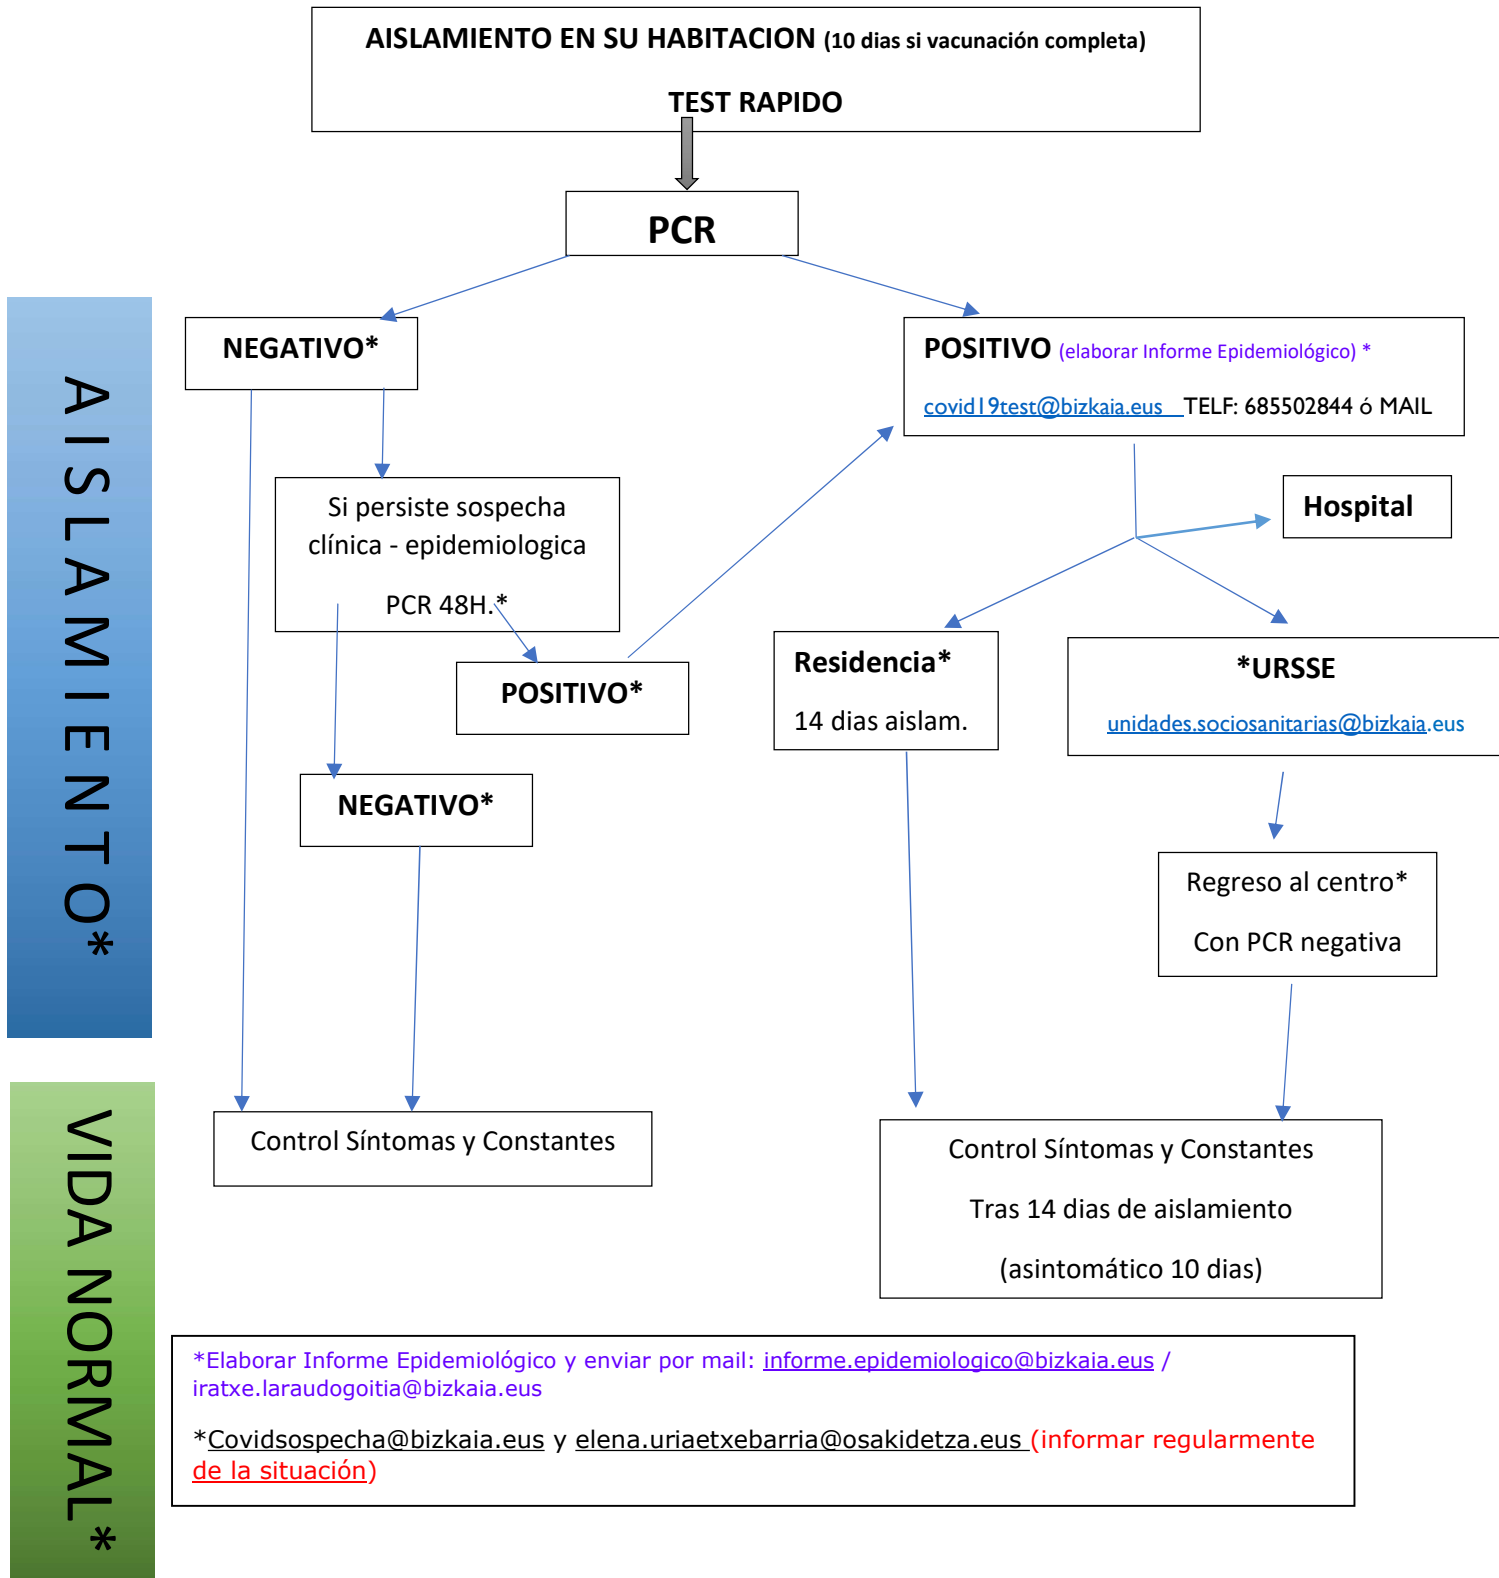 AISLAMIENTO EN SU HABITACION (10 dias si vacunación completa)
TEST RAPIDO
PCR
AISLAMIENTO*
NEGATIVO*
POSITIVO (elaborar Informe Epidemiológico) *
covid19test@bizkaia.eus TELF: 685502844 ó MAIL
Si persiste sospecha
clínica - epidemiologica
PCR 48H.*
Hospital
POSITIVO*
Residencia*
14 dias aislam.
*URSSE
unidades.sociosanitarias@bizkaia.eus
NEGATIVO*
Regreso al centro*
Con PCR negativa
VIDA NORMAL*
Control Síntomas y Constantes
Control Síntomas y Constantes
Tras 14 dias de aislamiento
(asintomático 10 dias)
*Elaborar Informe Epidemiológico y enviar por mail: informe.epidemiologico@bizkaia.eus /
iratxe.laraudogoitia@bizkaia.eus
*Covidsospecha@bizkaia.eus y elena.uriaetxebarria@osakidetza.eus (informar regularmente
de la situación)